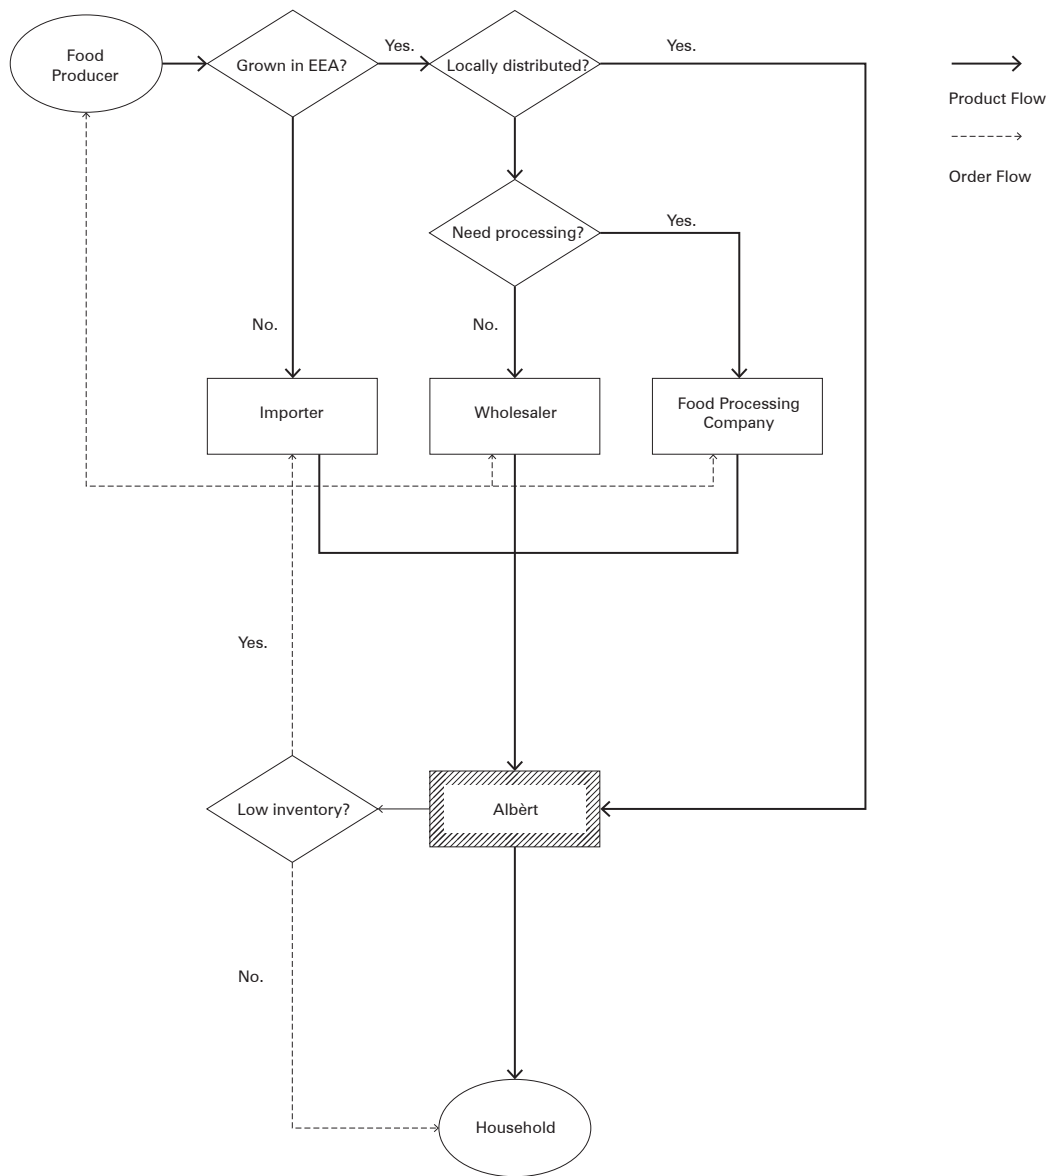 Food
Producer
Grown in EEA?
Yes.
Locally distributed?
Yes.
Product Flow
Order Flow
Need processing?
Yes.
No.
No.
Importer
Wholesaler
Food Processing
Company
Yes.
Low inventory?
Albèrt
No.
Household